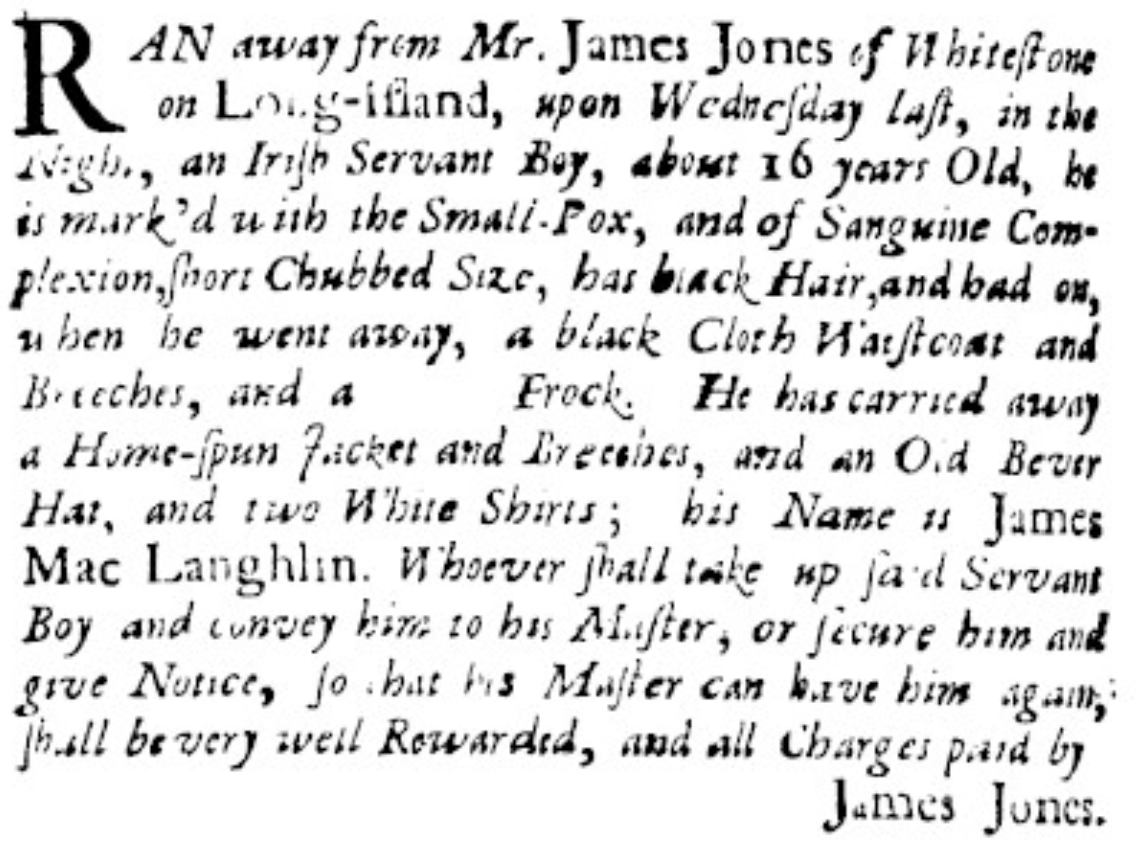 RAN away from Mr. James Jones of Whiteſtone
on Long-iſland, upon Wedneſday laſt, in the
Night, an Iriſh Servant Boy, about 16 years Old, he
is mark'd with the Small-Pox, and of Sanguine Com-
plexion, ſhort Chubbed Size, has black Hair, and had on,
when he went away, a black Cloth Waiſtcoat and
Breeches, and a Frock. He has carried away
a Home-ſpun Jacket and Breeches, and an Old Bever
Hat, and two White Shirts; his Name is James
Mac Langhlin. Whoever ſhall take up ſaid Servant
Boy and convey him to his Maſter, or ſecure him and
give Notice, ſo that his Maſter can have him again,
ſhall be very well Rewarded, and all Charges paid by
James Jones.